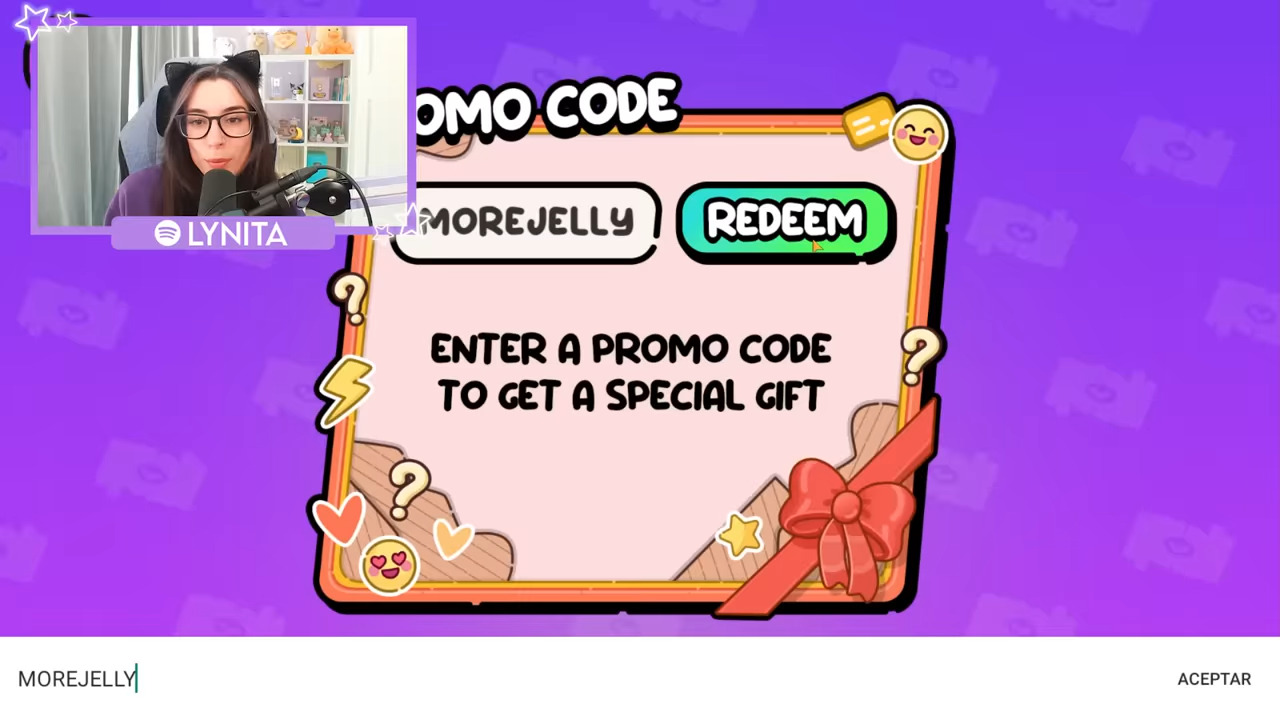 OMO CODE
MOREJELLY
REDEEM
LYNITA
ENTER A PROMO CODE
TO GET A SPECIAL GIFT
MOREJELLY
ACEPTAR